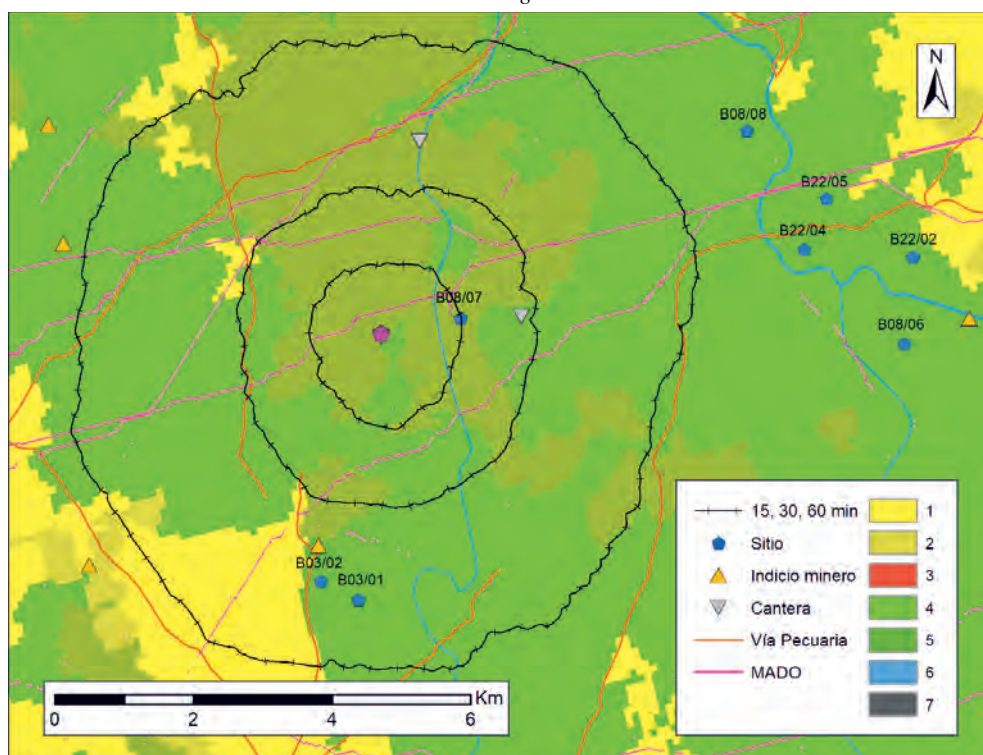 N
B08/08
B22/05
B22/04
B22/02
B08/07
B08/06
B03/02
B03/01
15, 30, 60 min
Sitio
Indicio minero
Cantera
Vía Pecuaria
MADO
1
2
3
4
5
6
7
Km
0 2 4 6